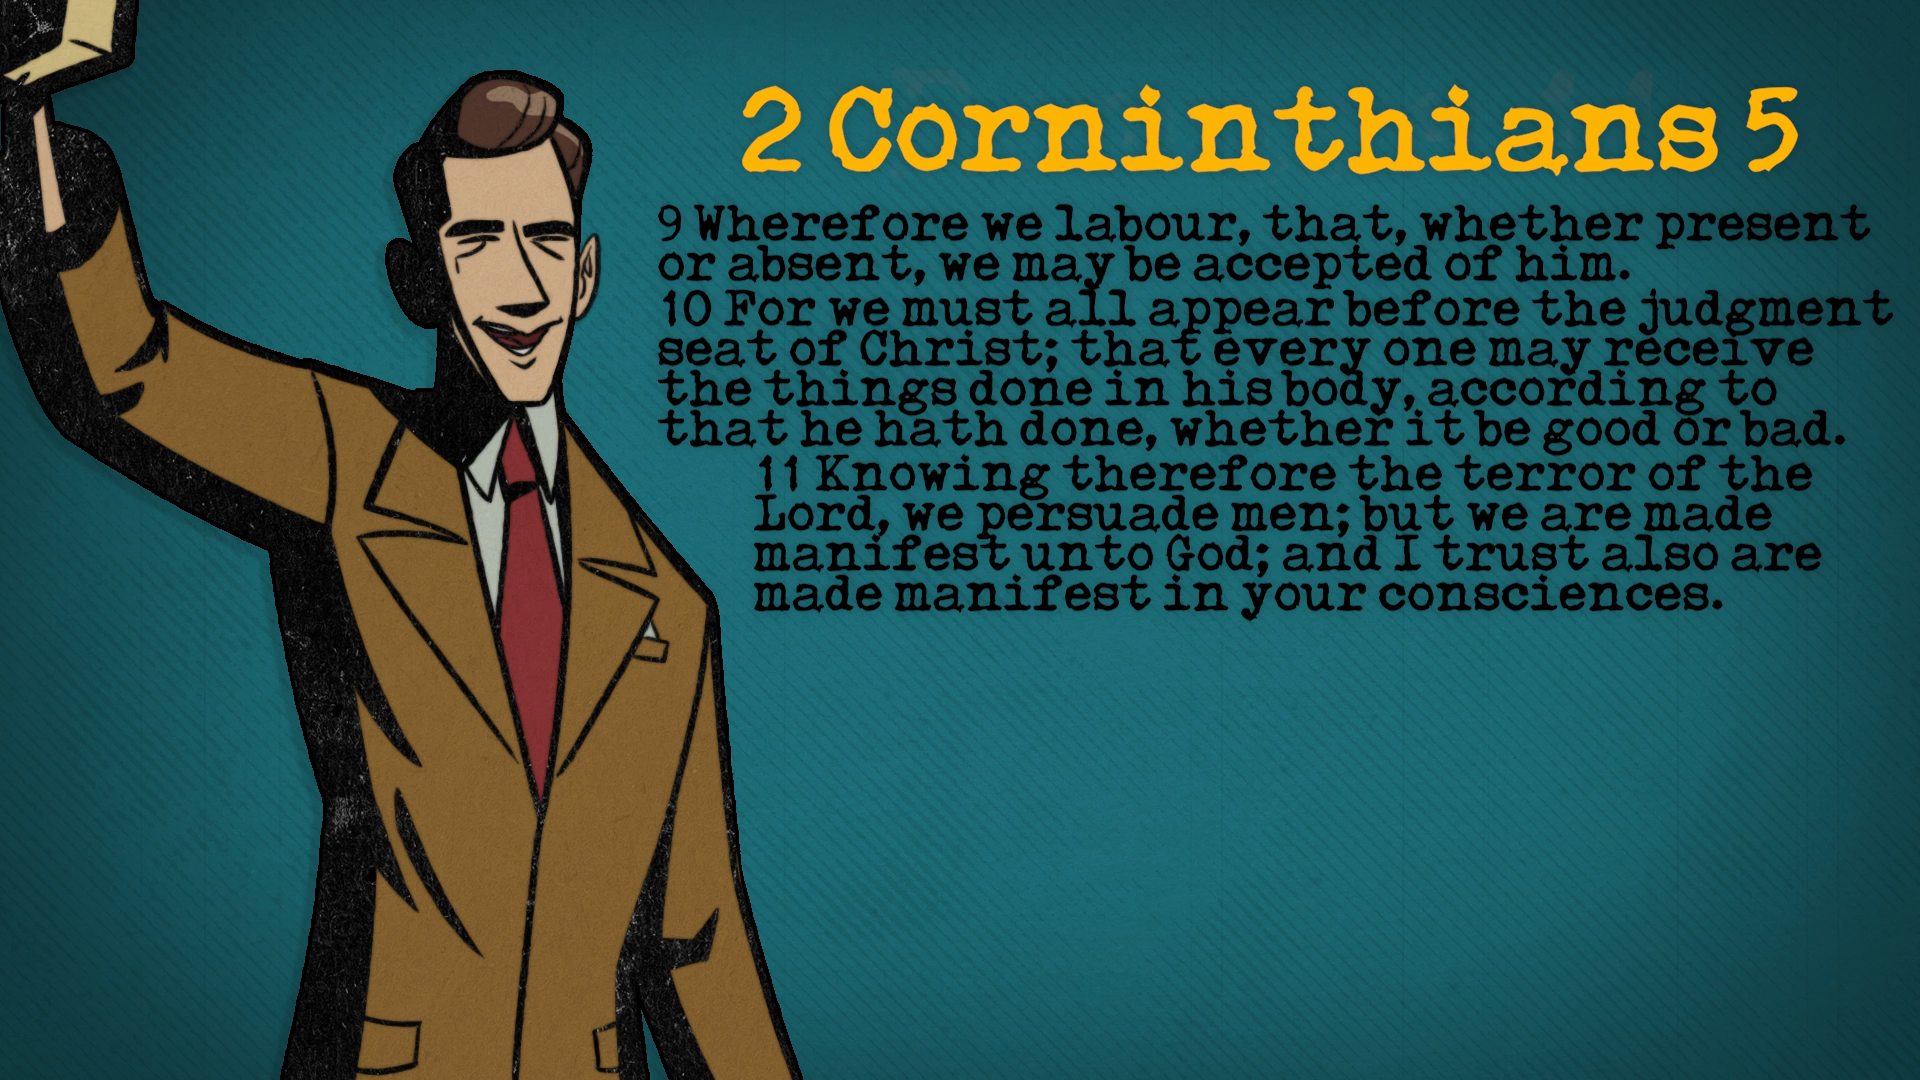 2 Corninthians 5
9 Wherefore we labour, that, whether present
or absent, we may be accepted of him.
10 For we must all appear before the judgment
seat of Christ; that every one may receive
the things done in his body, according to
that he hath done, whether it be good or bad.
11 Knowing therefore the terror of the
Lord, we persuade men; but we are made
manifest unto God; and I trust also are
made manifest in your consciences.